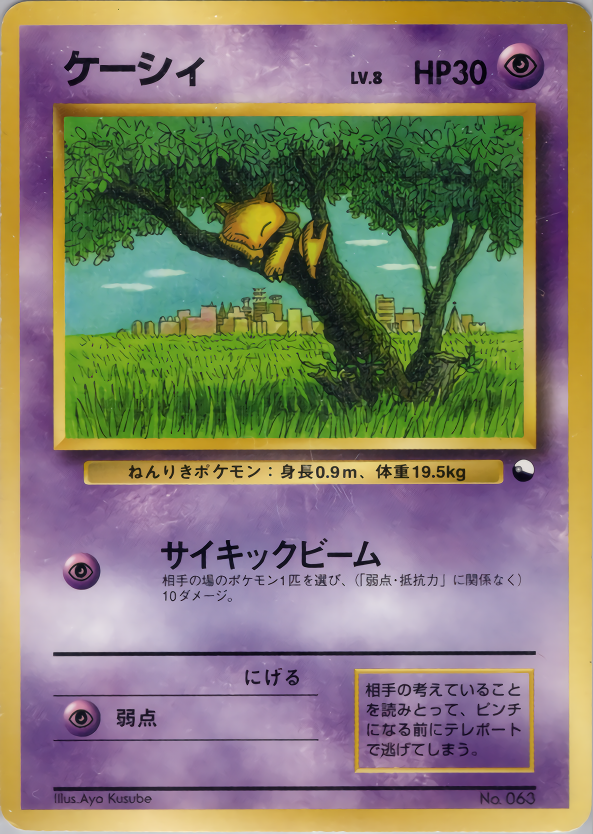 ケーシィ LV.8 HP30
ねんりきポケモン：身長0.9m、体重19.5kg
サイキックビーム
相手の場のポケモン1匹を選び、（「弱点・抵抗力」に関係なく）
10ダメージ。
にげる
弱点
相手の考えていること
を読みとって、ピンチ
になる前にテレポート
で逃げてしまう。
Illus. Aya Kusube
No. 063